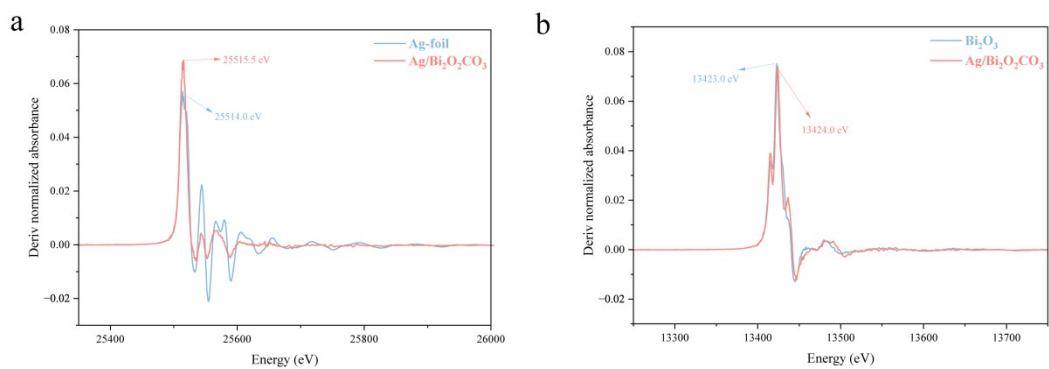 a
0.08
0.06
0.04
0.02
0.00
−0.02
Deriv normalized absorbance
Ag-foil
Ag/Bi₂O₂CO₃
25515.5 eV
25514.0 eV
25400
25600
25800
26000
Energy (eV)
b
0.08
0.06
0.04
0.02
0.00
−0.02
Deriv normalized absorbance
Bi₂O₃
Ag/Bi₂O₂CO₃
13423.0 eV
13424.0 eV
13300
13400
13500
13600
13700
Energy (eV)